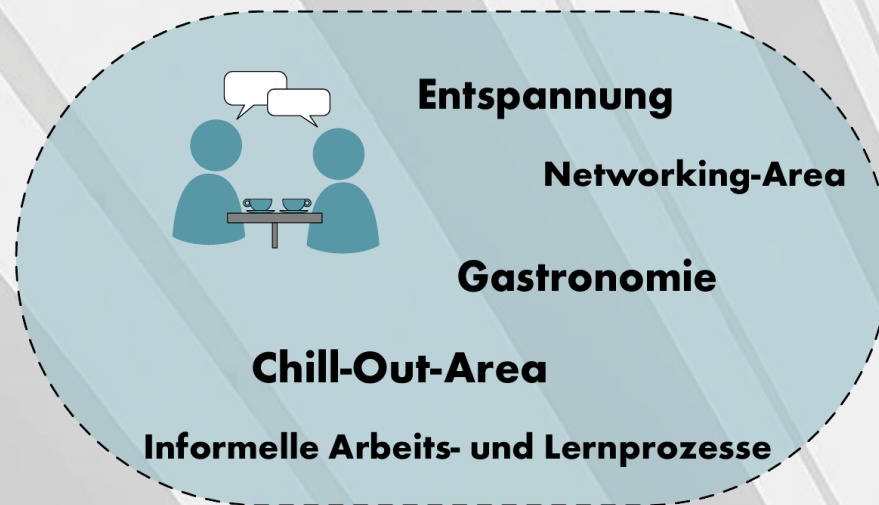 Entspannung
Networking-Area
Gastronomie
Chill-Out-Area
Informelle Arbeits- und Lernprozesse